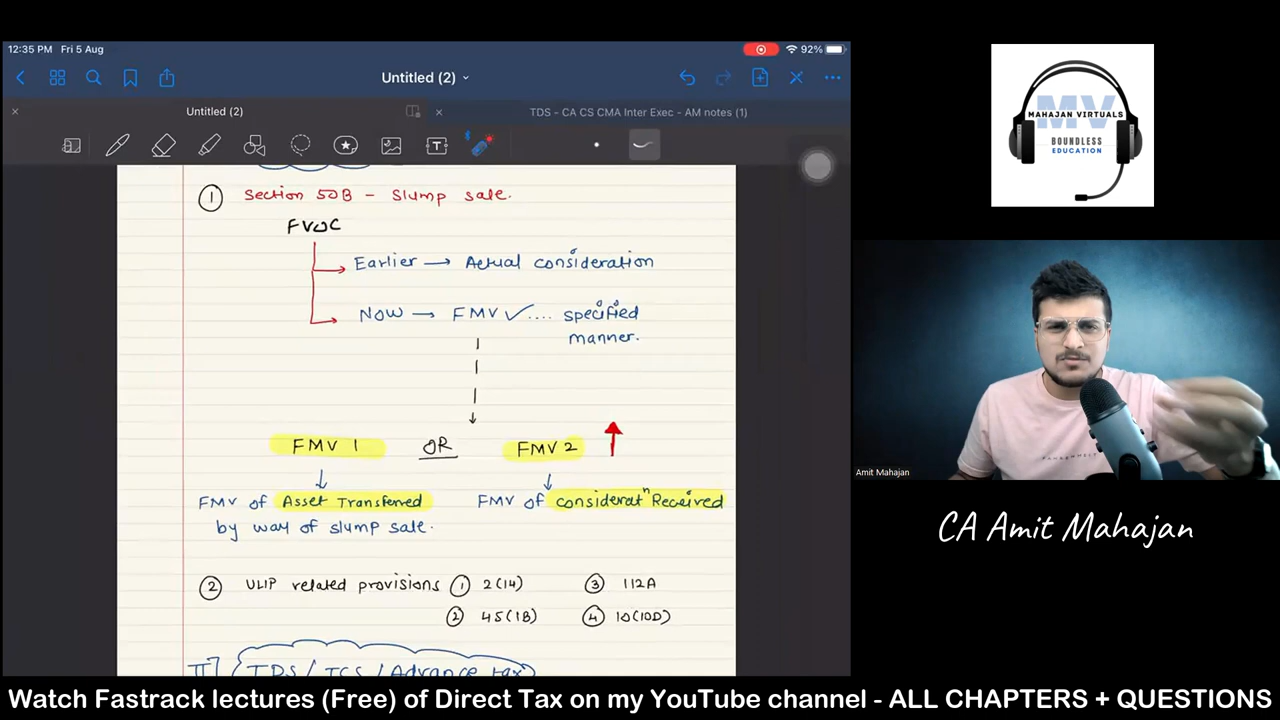 12:35 PM Fri 5 Aug
92%
Untitled (2)
Untitled (2)
TDS - CA CS CMA Inter Exec - AM notes (1)
1 Section 50B - Slump sale.
FVOC
Earlier → Actual consideration
Now → FMV ✓.... specified
manner.
FMV 1 OR FMV 2 ↑
FMV of Asset Transferred
by way of slump sale.
FMV of consideratⁿ Received
2 ULIP related provisions 1 2(14) 3 112A
2 45(1B) 4 10(10D)
II] TDS / TCS / Advance tax
MV
MAHAJAN VIRTUALS
BOUNDLESS
EDUCATION
Amit Mahajan
CA Amit Mahajan
Watch Fastrack lectures (Free) of Direct Tax on my YouTube channel - ALL CHAPTERS + QUESTIONS